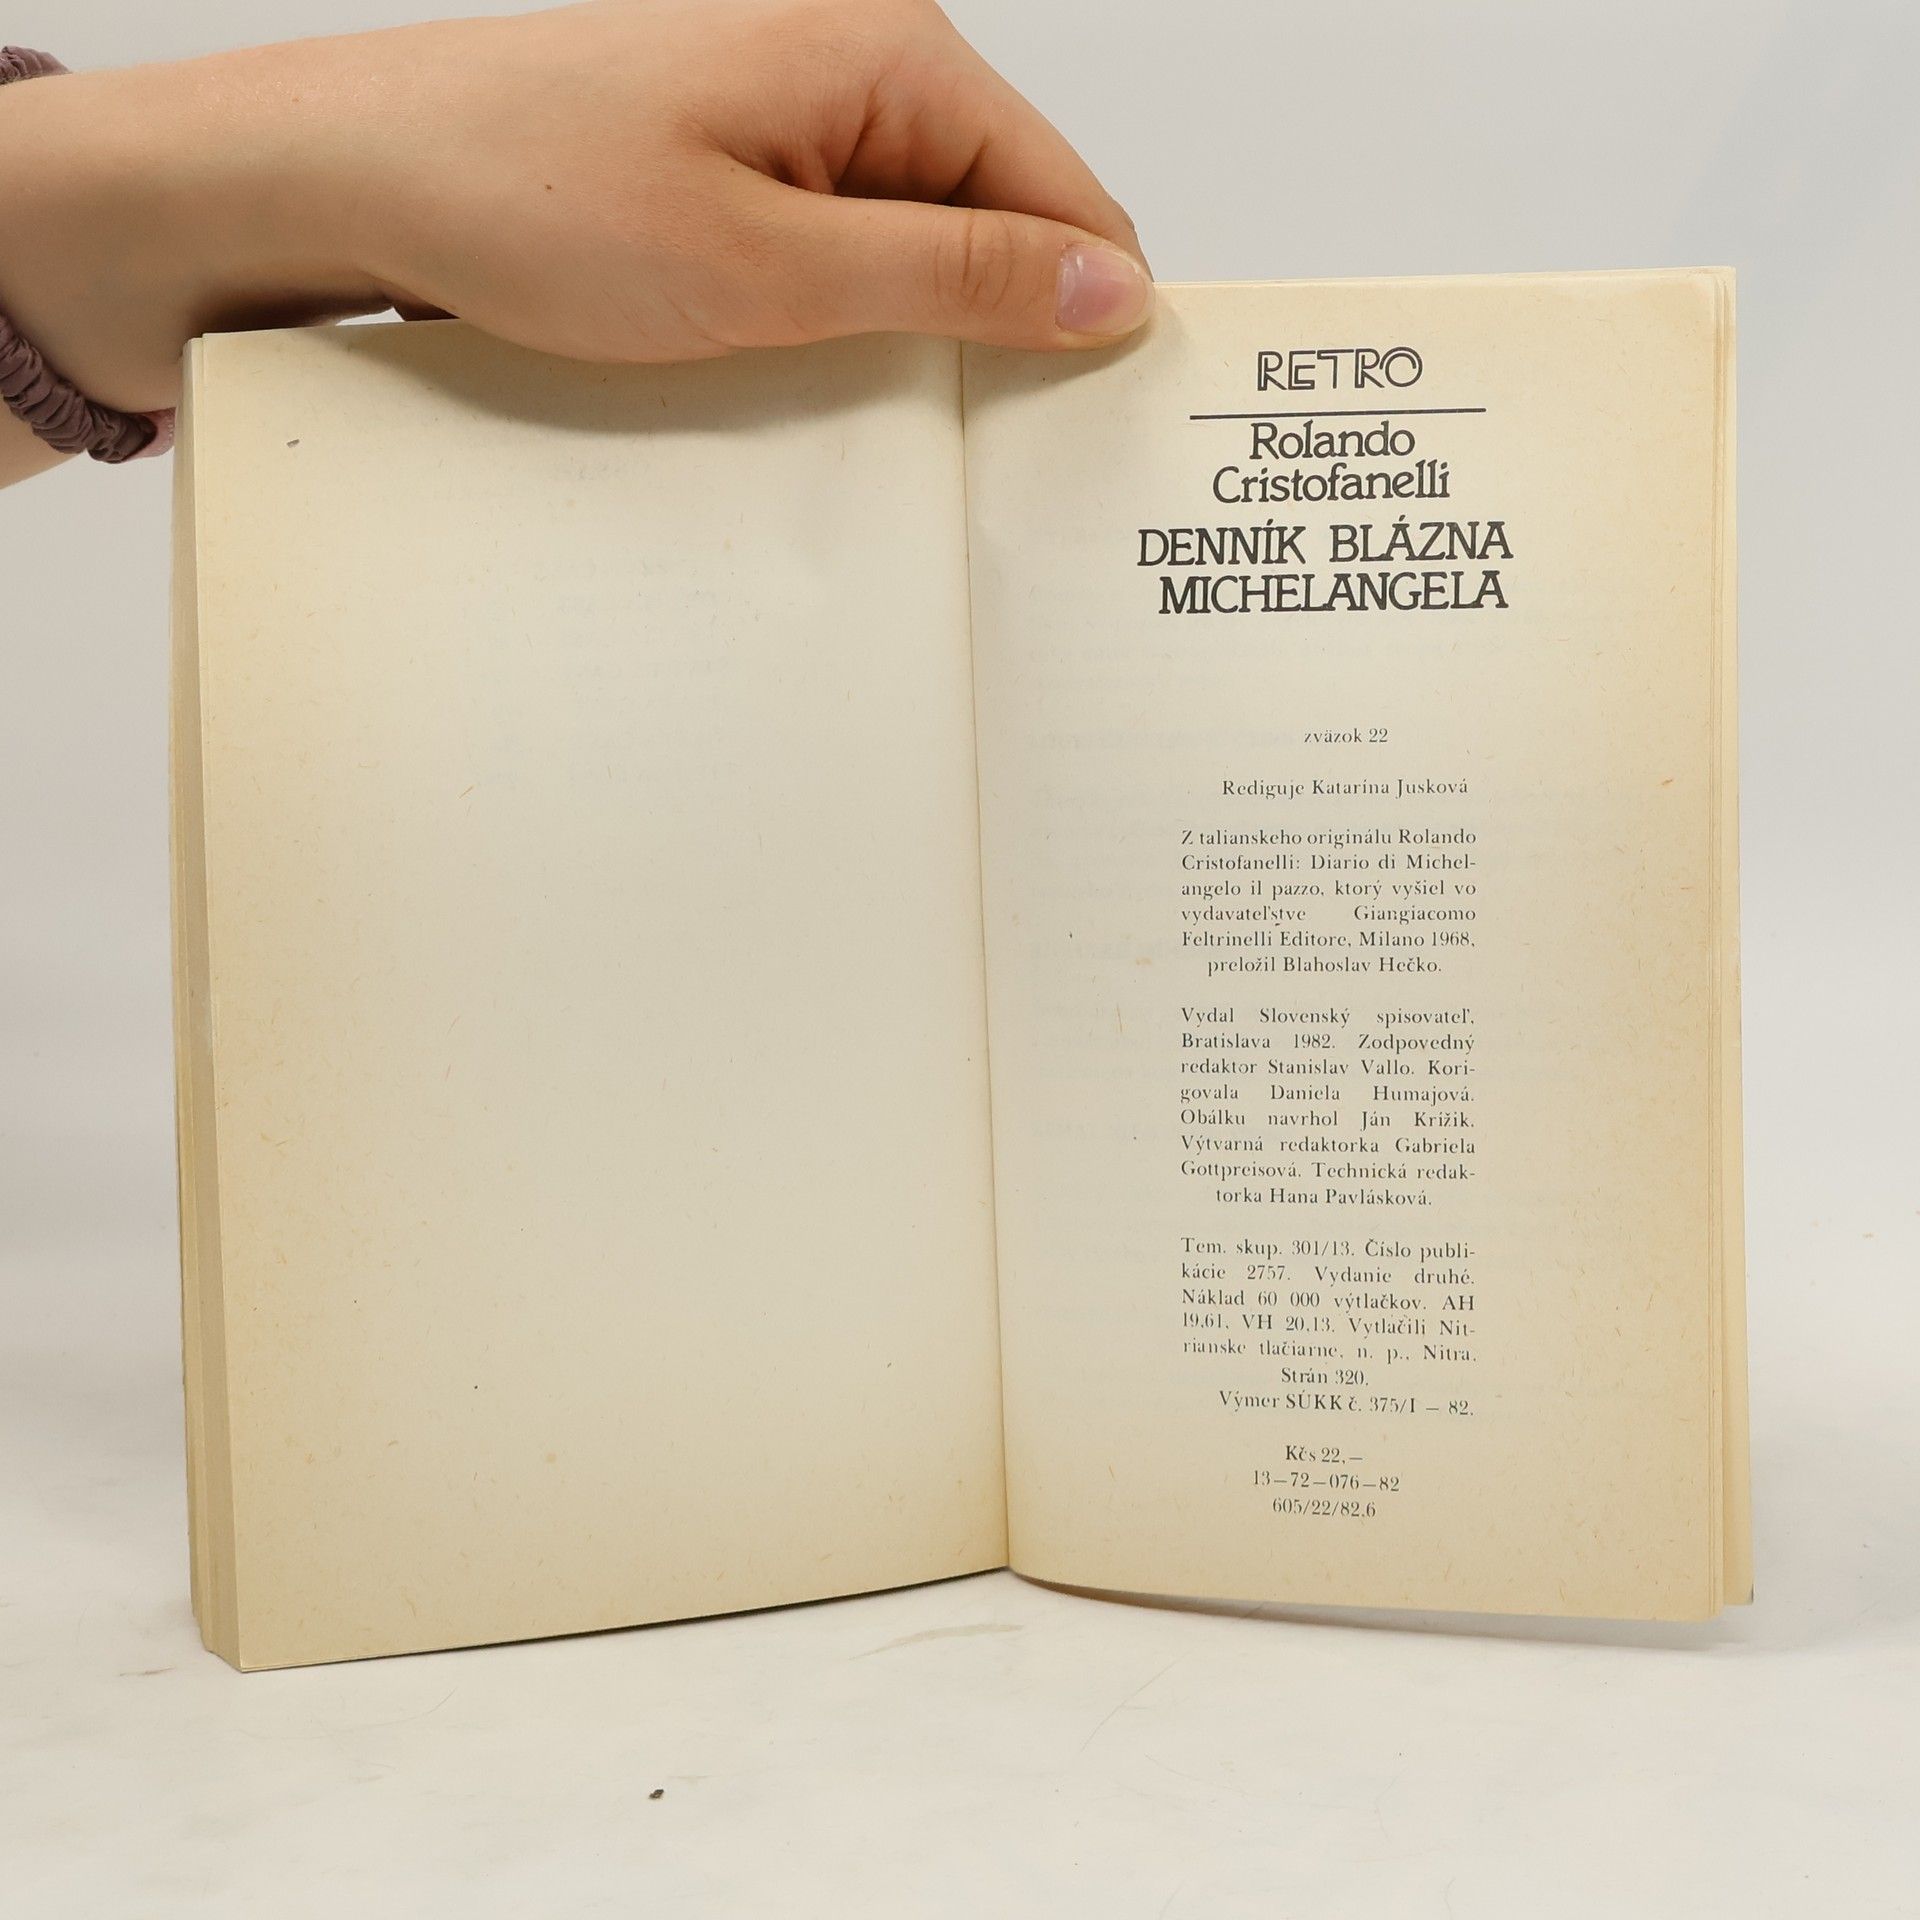 RETRO
Rolando
Cristofanelli
DENNÍK BLÁZNA
MICHELANGELA
zväzok 22
Rediguje Katarína Jusková
Z talianskeho originálu Rolando
Cristofanelli: Diario di Michel-
angelo il pazzo, ktorý vyšiel vo
vydavateľstve Giangiacomo
Feltrinelli Editore, Milano 1968,
preložil Blahoslav Hečko.
Vydal Slovenský spisovateľ,
Bratislava 1982. Zodpovedný
redaktor Stanislav Vallo. Kori-
govala Daniela Humajová.
Obálku navrhol Ján Krížik.
Výtvarná redaktorka Gabriela
Gottpreisová. Technická redak-
torka Hana Pavlásková.
Tem. skup. 301/13. Číslo publi-
kácie 2757. Vydanie druhé.
Náklad 60 000 výtlačkov. AH
19,61, VH 20,13. Vytlačili Nit-
rianske tlačiarne, n. p., Nitra.
Strán 320.
Výmer SÚKK č. 375/I — 82.
Kčs 22,—
13—72—076—82
605/22/82.6